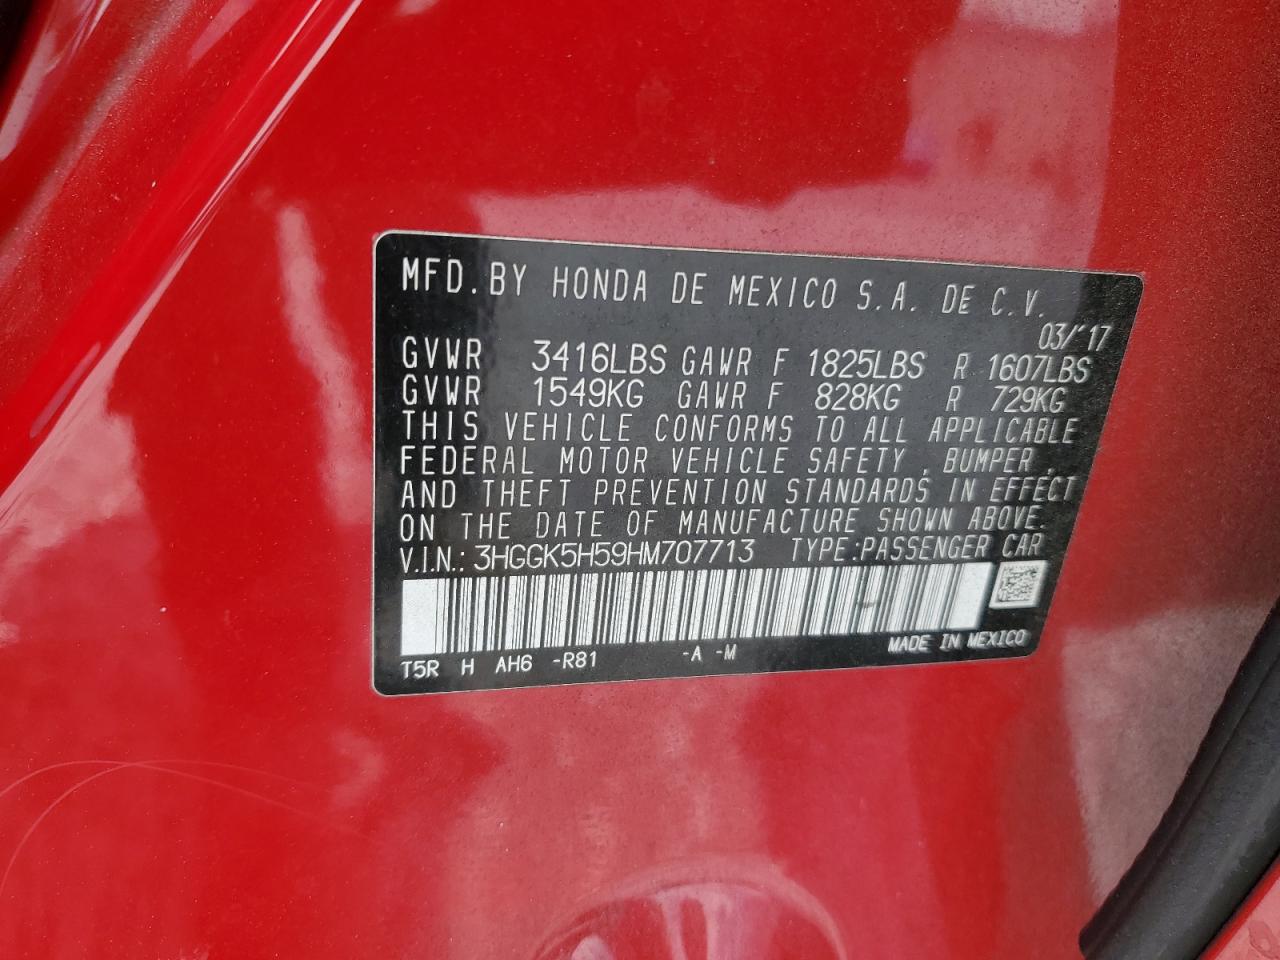 MFD. BY HONDA DE MEXICO S.A. DE C.V.
03/'17
GVWR 3416LBS GAWR F 1825LBS R 1607LBS
GVWR 1549KG GAWR F 828KG R 729KG
THIS VEHICLE CONFORMS TO ALL APPLICABLE
FEDERAL MOTOR VEHICLE SAFETY, BUMPER,
AND THEFT PREVENTION STANDARDS IN EFFECT
ON THE DATE OF MANUFACTURE SHOWN ABOVE.
V.I.N.: 3HGGK5H59HM707713 TYPE:PASSENGER CAR
MADE IN MEXICO
T5R H AH6 -R81 -A -M